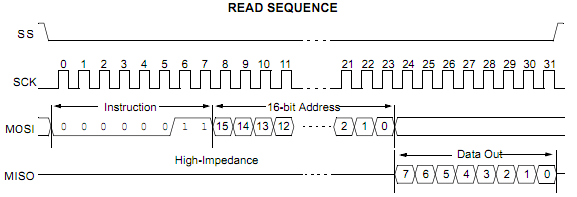 READ SEQUENCE
SS
0 1 2 3 4 5 6 7 8 9 10 11 21 22 23 24 25 26 27 28 29 30 31
SCK
Instruction 16-bit Address
MOSI 0 0 0 0 0 0 1 1 15 14 13 12 2 1 0
High-Impedance Data Out
MISO 7 6 5 4 3 2 1 0